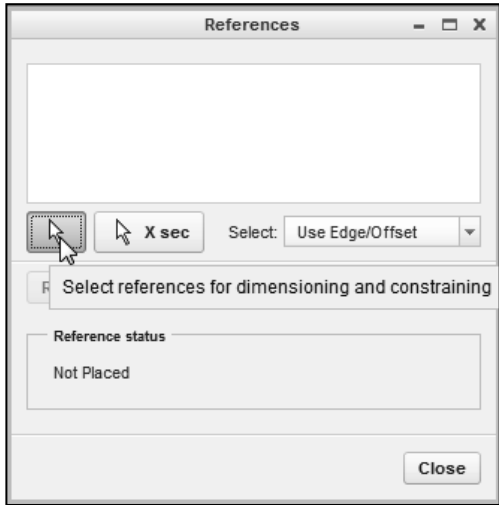 References
X sec
Select: Use Edge/Offset
Select references for dimensioning and constraining
Reference status
Not Placed
Close